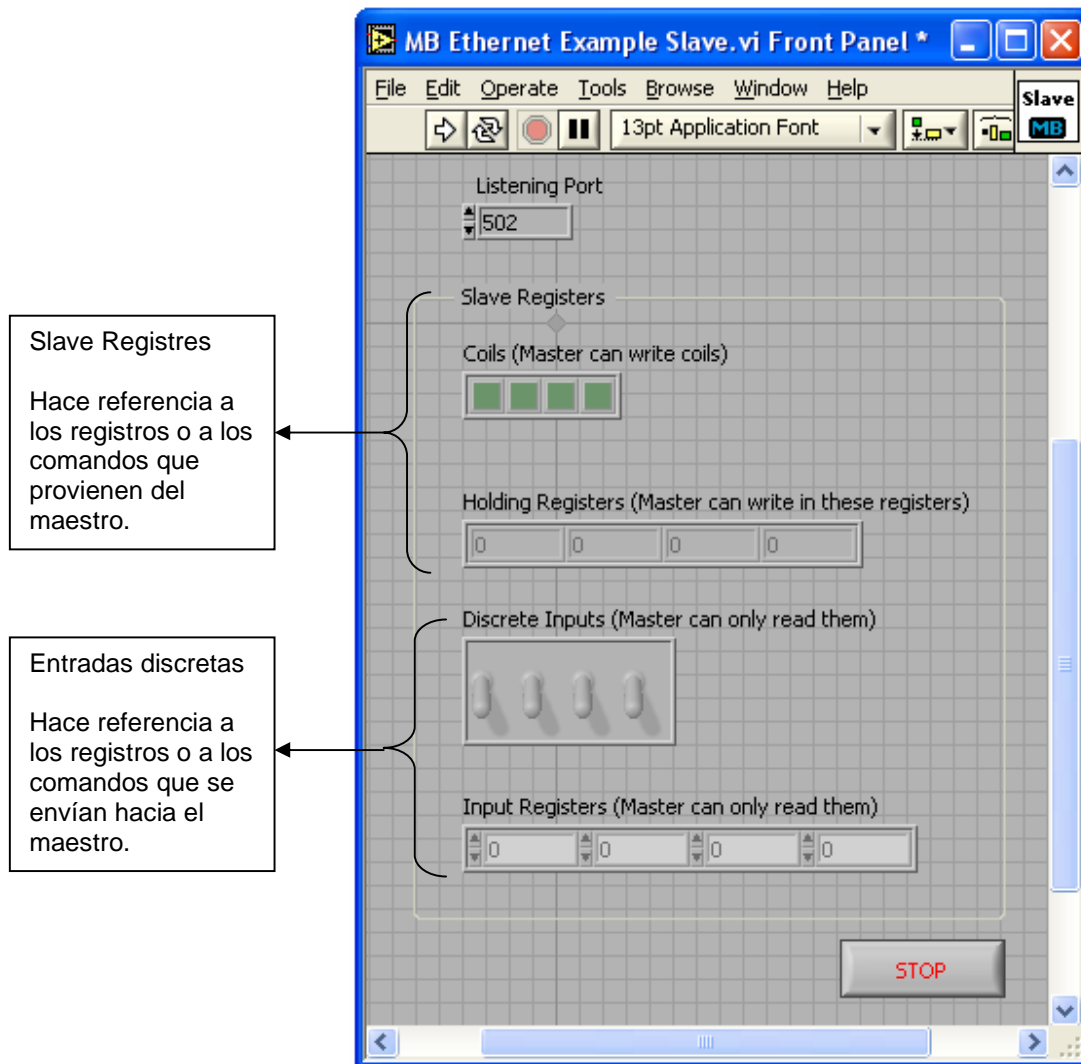 MB Ethernet Example Slave.vi Front Panel *
File Edit Operate Tools Browse Window Help
Slave
MB
13pt Application Font
Listening Port
502
Slave Registers
Coils (Master can write coils)
Holding Registers (Master can write in these registers)
0 0 0 0
Discrete Inputs (Master can only read them)
Input Registers (Master can only read them)
0 0 0 0
STOP
Slave Registres
Hace referencia a
los registros o a los
comandos que
provienen del
maestro.
Entradas discretas
Hace referencia a
los registros o a los
comandos que se
envían hacia el
maestro.